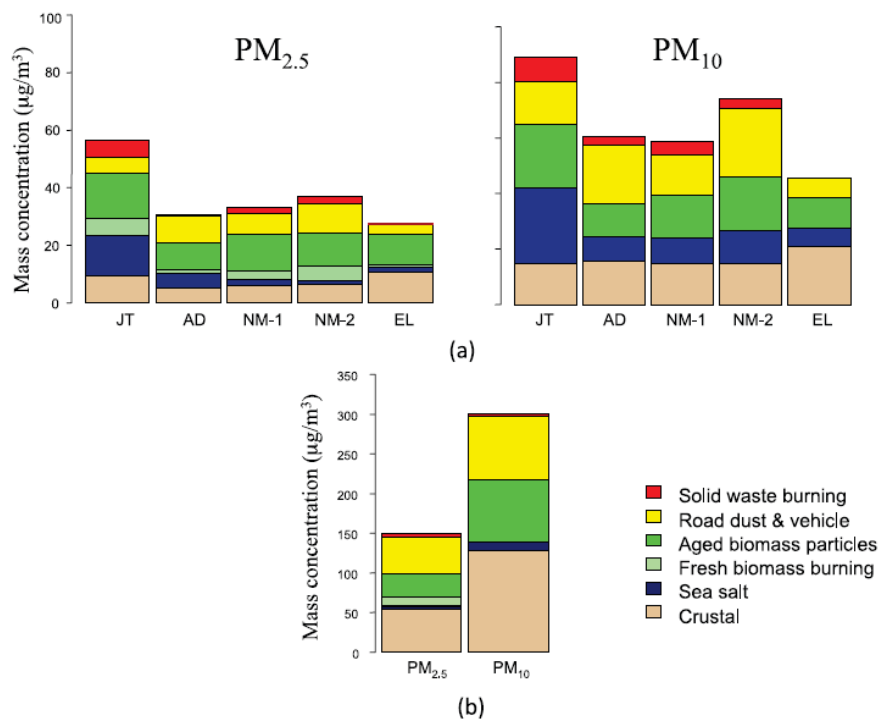 PM2.5
PM10
Mass concentration (µg/m³)
100
80
60
40
20
0
JT
AD
NM-1
NM-2
EL
JT
AD
NM-1
NM-2
EL
(a)
Mass concentration (µg/m³)
350
300
250
200
150
100
50
0
PM2.5
PM10
Solid waste burning
Road dust & vehicle
Aged biomass particles
Fresh biomass burning
Sea salt
Crustal
(b)